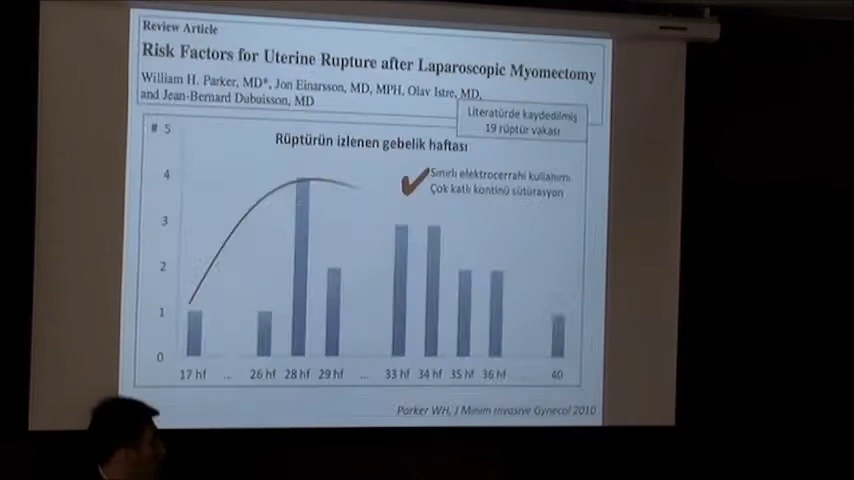 Review Article
Risk Factors for Uterine Rupture after Laparoscopic Myomectomy
William H. Parker, MD*, Jon Einarsson, MD, MPH, Olav Istre, MD,
and Jean-Bernard Dubuisson, MD
Literatürde kaydedilmiş
19 rüptür vakası
# 5
Rüptürün izlenen gebelik haftası
4
Sınırlı elektrocerrahi kullanımı
Çok katlı kontinü sütürasyon
3
2
1
0
17 hf ... 26 hf 28 hf 29 hf ... 33 hf 34 hf 35 hf 36 hf 40
Parker WH, J Minim Invasive Gynecol 2010